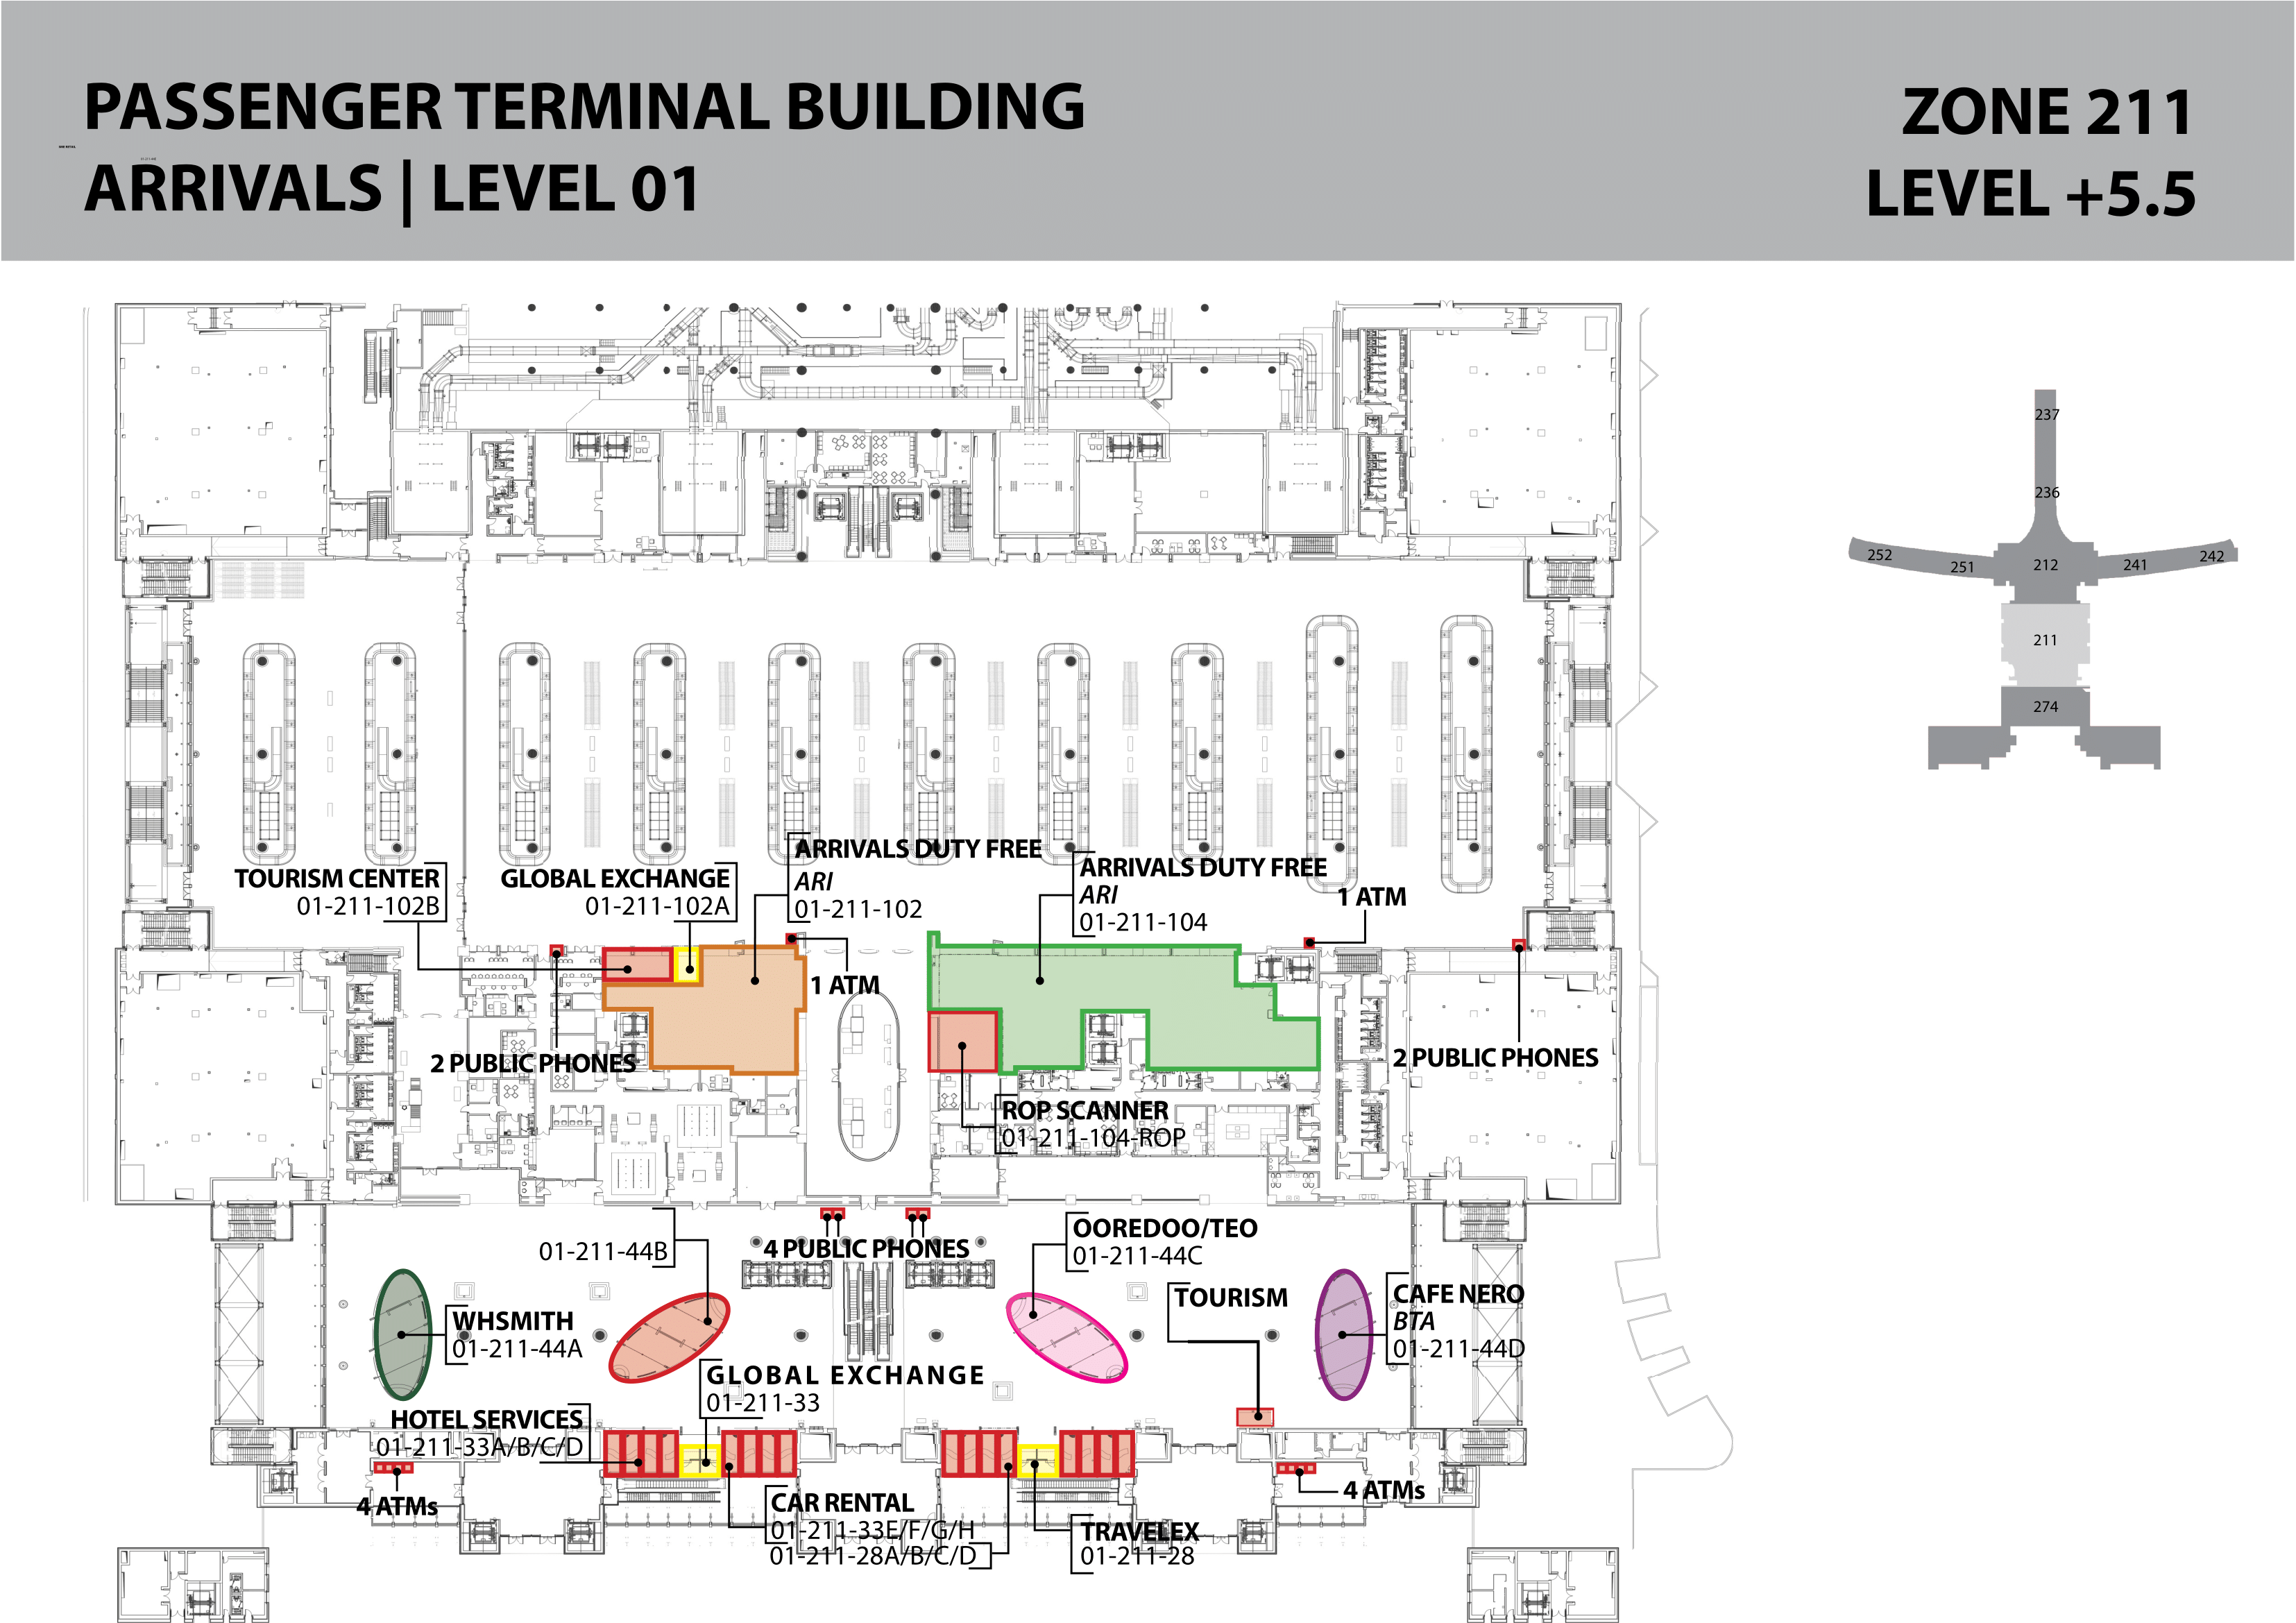 PASSENGER TERMINAL BUILDING
ARRIVALS | LEVEL 01
ZONE 211
LEVEL +5.5
237
236
252
251
212
241
242
211
274
ARRIVALS DUTY FREE
ARI
01-211-102
ARRIVALS DUTY FREE
ARI
01-211-104
TOURISM CENTER
01-211-102B
GLOBAL EXCHANGE
01-211-102A
1 ATM
1 ATM
2 PUBLIC PHONES
2 PUBLIC PHONES
ROP SCANNER
01-211-104-ROP
01-211-44B
4 PUBLIC PHONES
OOREDOO/TEO
01-211-44C
TOURISM
CAFE NERO
BTA
01-211-44D
WHSMITH
01-211-44A
GLOBAL EXCHANGE
01-211-33
HOTEL SERVICES
01-211-33A/B/C/D
4 ATMs
4 ATMs
CAR RENTAL
01-211-33E/F/G/H
01-211-28A/B/C/D
TRAVELEX
01-211-28